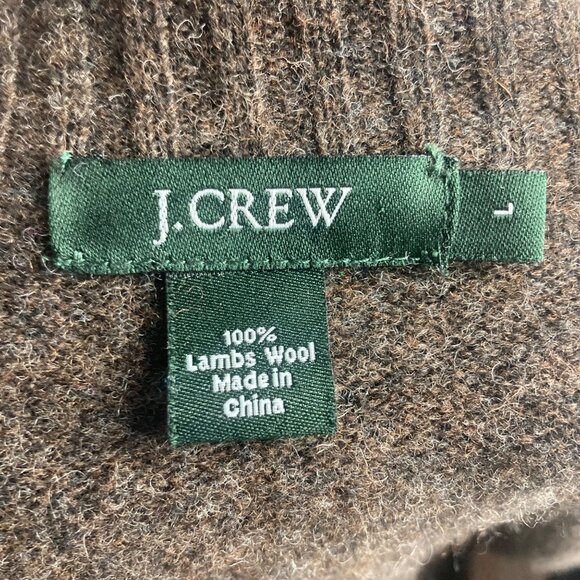 J.CREW
L
100%
Lambs Wool
Made in
China